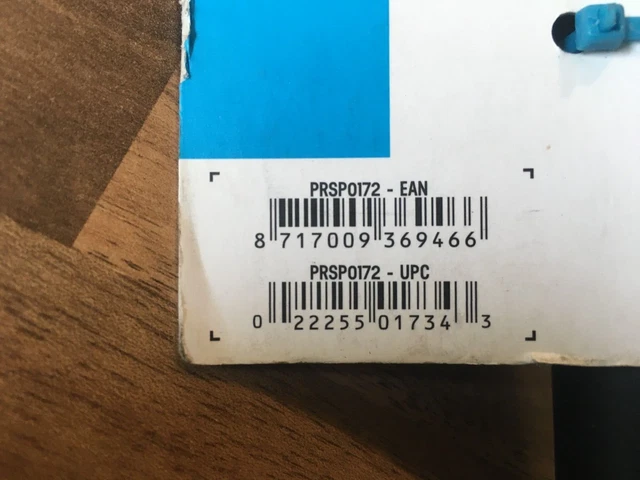 PRSP0172 - EAN
8 717009 369466
PRSP0172 - UPC
0 22255 01734 3